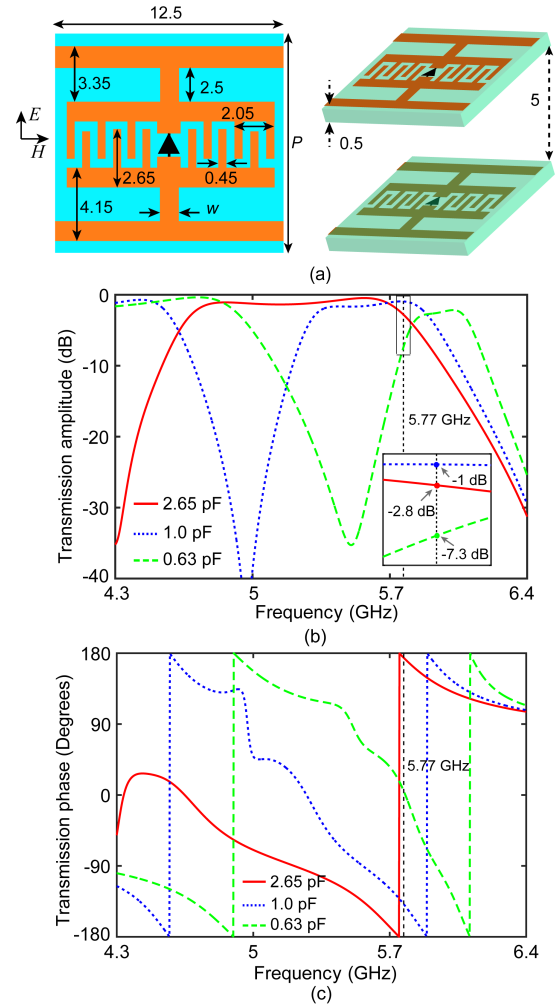 12.5
3.35
2.5
2.05
E
H
P
2.65
0.45
4.15
w
5
0.5
(a)
Transmission amplitude (dB)
0
-10
-20
-30
-40
5.77 GHz
-1 dB
-2.8 dB
-7.3 dB
2.65 pF
1.0 pF
0.63 pF
4.3
5
5.7
6.4
Frequency (GHz)
(b)
Transmission phase (Degrees)
180
90
0
-90
-180
5.77 GHz
2.65 pF
1.0 pF
0.63 pF
4.3
5
5.7
6.4
Frequency (GHz)
(c)